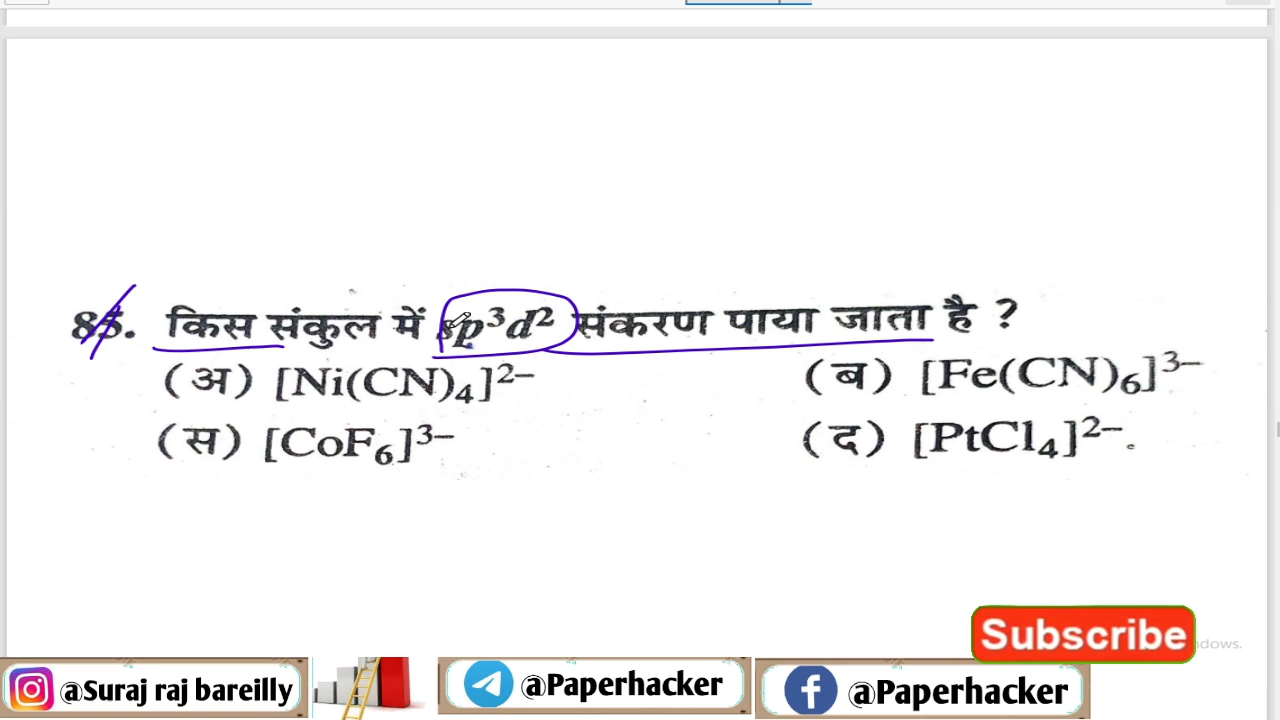 85. किस संकुल में sp³d² संकरण पाया जाता है ?
(अ) [Ni(CN)₄]²⁻ (ब) [Fe(CN)₆]³⁻
(स) [CoF₆]³⁻ (द) [PtCl₄]²⁻.
Subscribe
ndows.
@Suraj raj bareilly @Paperhacker @Paperhacker